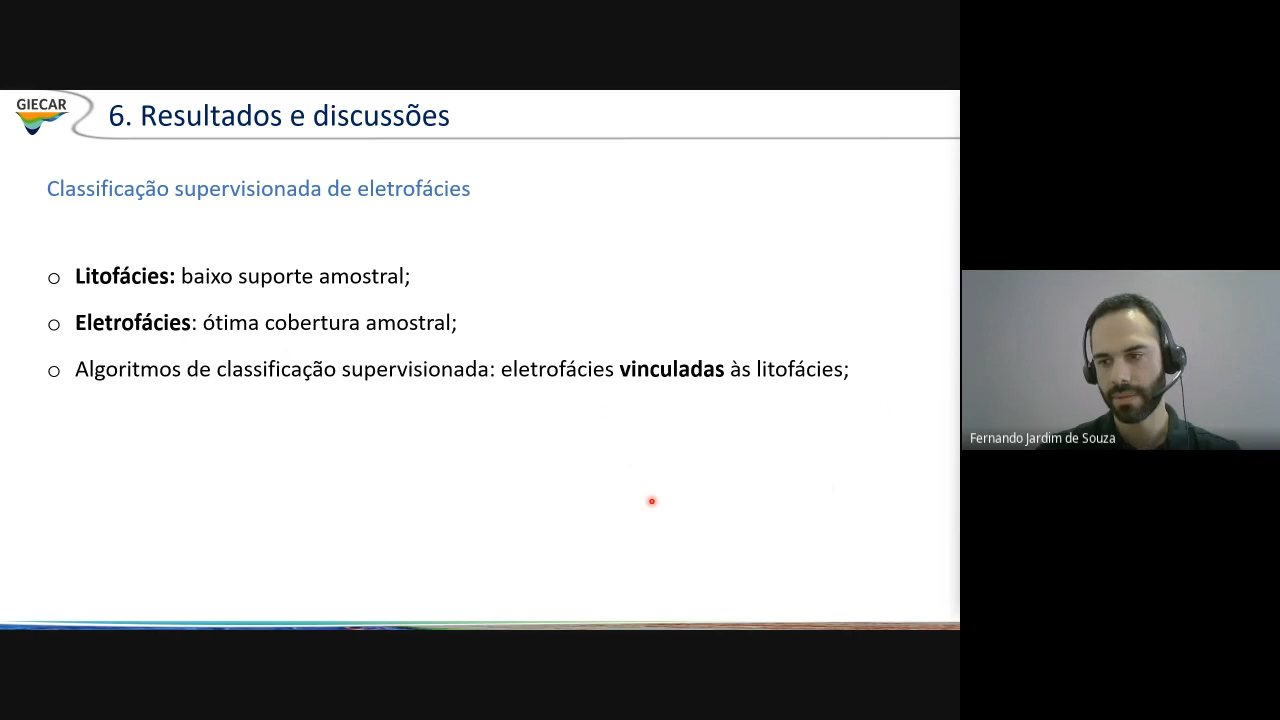 GIECAR
6. Resultados e discussões
Classificação supervisionada de eletrofácies
o Litofácies: baixo suporte amostral;
o Eletrofácies: ótima cobertura amostral;
o Algoritmos de classificação supervisionada: eletrofácies vinculadas às litofácies;
Fernando Jardim de Souza